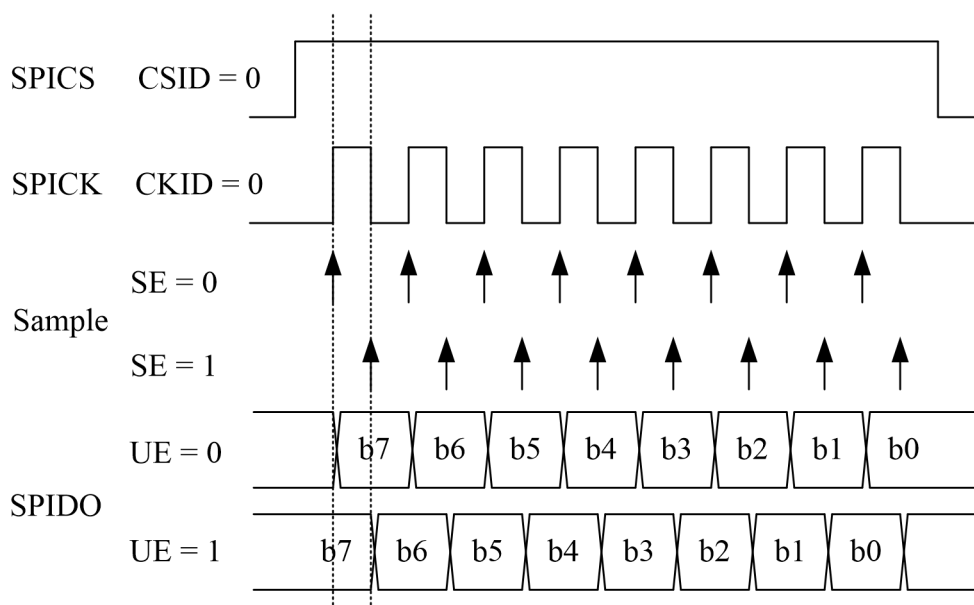 SPICS CSID = 0
SPICK CKID = 0
SE = 0
Sample
SE = 1
UE = 0 b7 b6 b5 b4 b3 b2 b1 b0
SPIDO
UE = 1 b7 b6 b5 b4 b3 b2 b1 b0